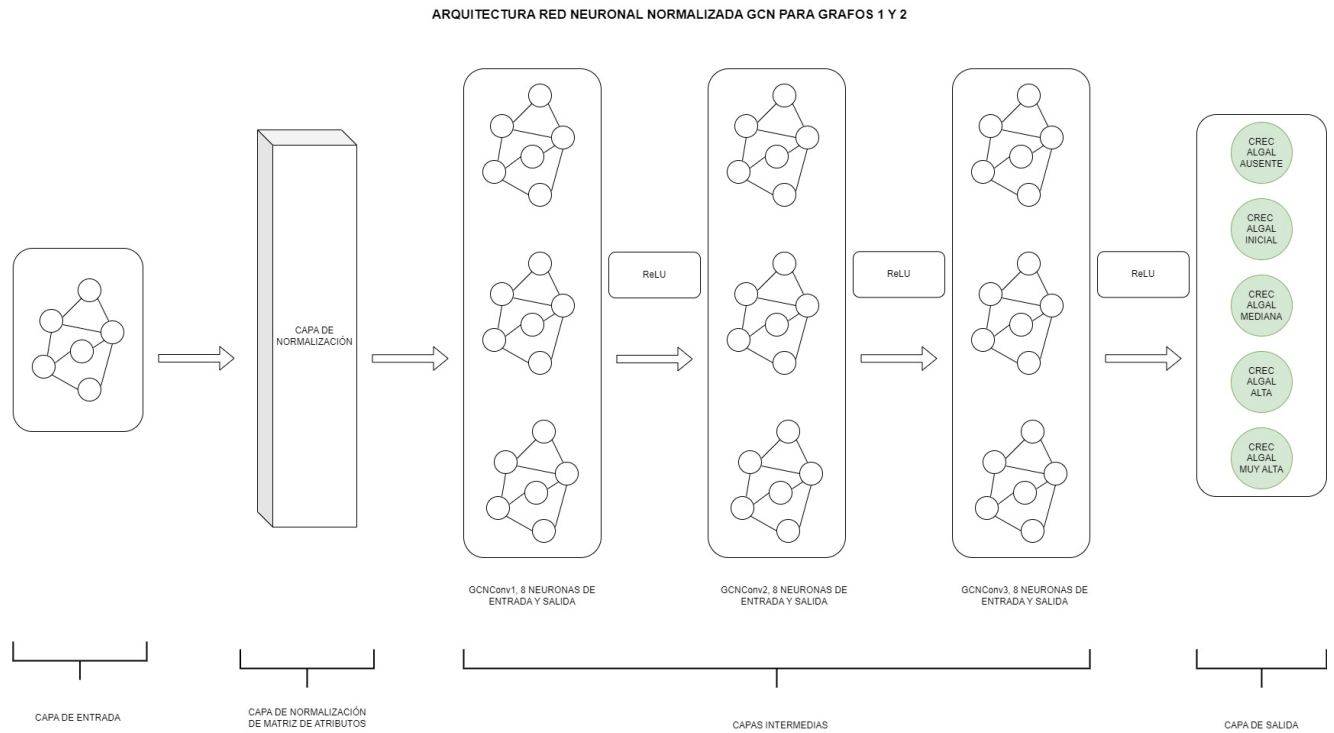 ARQUITECTURA RED NEURONAL NORMALIZADA GCN PARA GRAFOS 1 Y 2
CAPA DE
NORMALIZACIÓN
ReLU
ReLU
ReLU
CREC
ALGAL
AUSENTE
CREC
ALGAL
INICIAL
CREC
ALGAL
MEDIANA
CREC
ALGAL
ALTA
CREC
ALGAL
MUY ALTA
GCNConv1, 8 NEURONAS DE
ENTRADA Y SALIDA
GCNConv2, 8 NEURONAS DE
ENTRADA Y SALIDA
GCNConv3, 8 NEURONAS DE
ENTRADA Y SALIDA
CAPA DE ENTRADA
CAPA DE NORMALIZACIÓN
DE MATRIZ DE ATRIBUTOS
CAPAS INTERMEDIAS
CAPA DE SALIDA